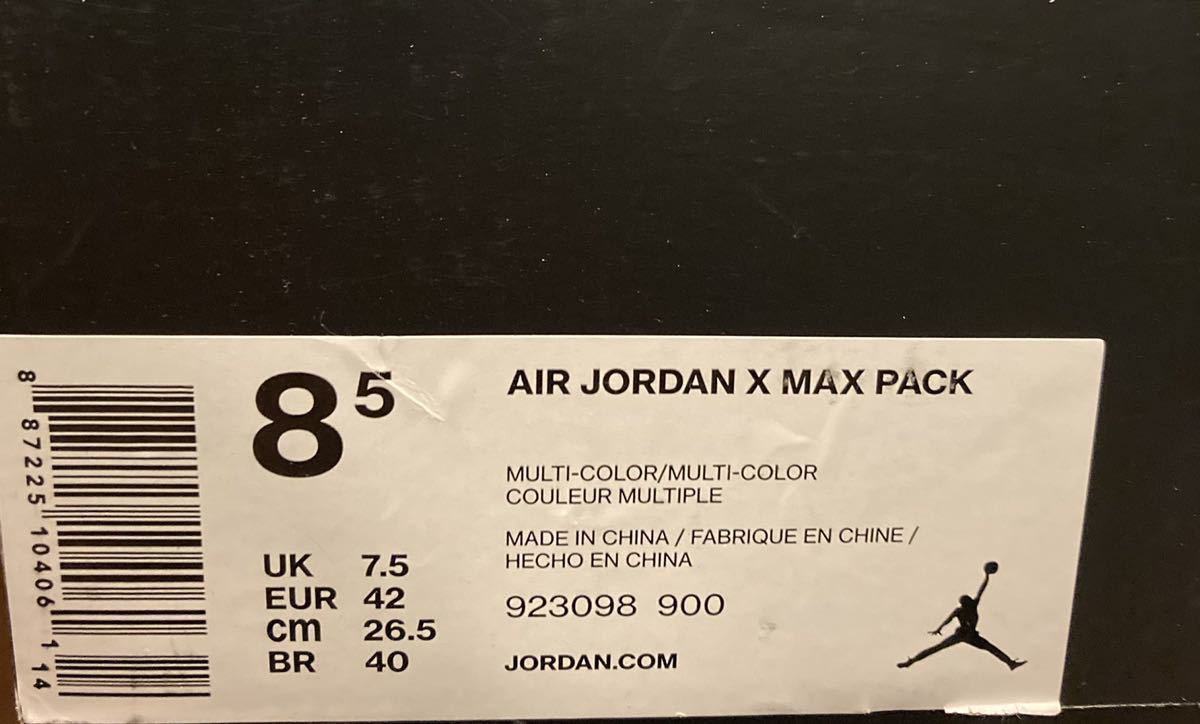 8 87225 10406 1 14
8 5
UK 7.5
EUR 42
cm 26.5
BR 40
AIR JORDAN X MAX PACK
MULTI-COLOR/MULTI-COLOR
COULEUR MULTIPLE
MADE IN CHINA / FABRIQUE EN CHINE /
HECHO EN CHINA
923098 900
JORDAN.COM